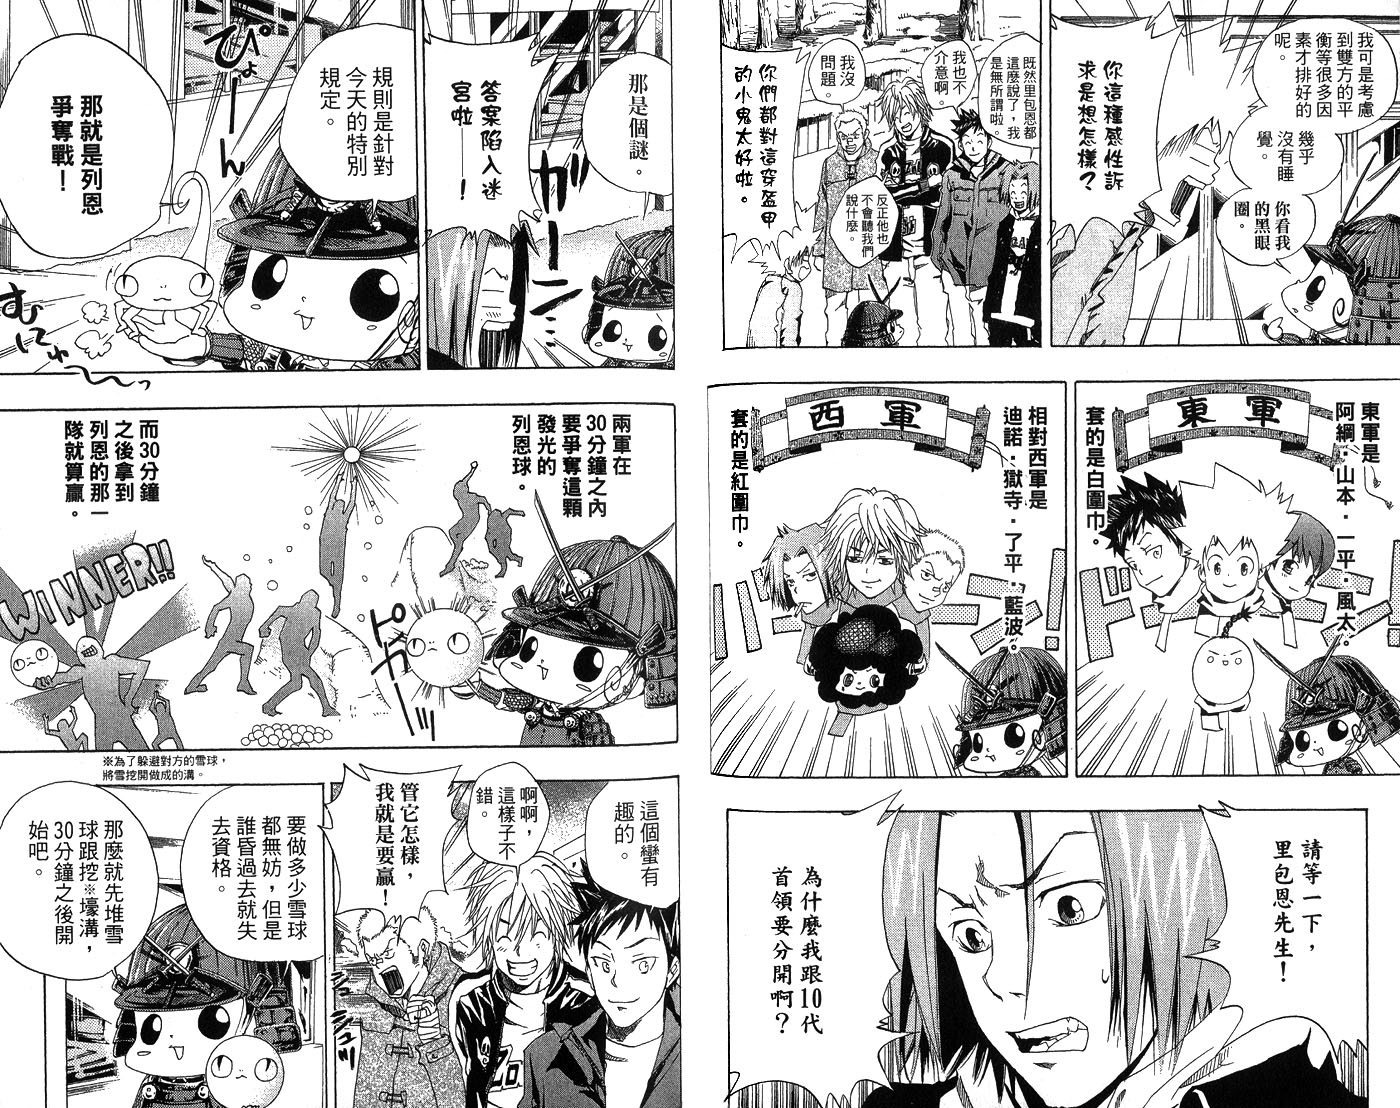 我可是考慮
到雙方的平
衡等很多因
素才排好的
呢。
幾乎
沒有睡
覺。
你看我
的黑眼
圈。
你這種感性訴
求是想怎樣？
既然里包恩都
這麼說了，我
是無所謂啦。
我也不
介意啊。
我沒
問題。
反正他也
不會聽我們
說什麼。
你們都對這穿盔甲
的小鬼太好啦。
東軍
東軍是
阿綱．山本．一平．風太．
套的是白圍巾。
西軍
相對西軍是
迪諾．獄寺．了平．藍波。
套的是紅圍巾。
請等一下，
里包恩先生！
為什麼我跟10代
首領要分開啊？
那是個謎。
ガーン
答案陷入迷
宮啦——！
規則是針對
今天的特別
規定。
ぴょーん
那就是列恩
爭奪戰！
むにゅ〜っ
兩軍在
30分鐘之內
要爭奪這顆
發光的
列恩球。
パーッ
而30分鐘
之後拿到
列恩的那一
隊就算贏。
WINNER!!
※為了躲避對方的雪球，
將雪挖開做成的溝。
這個蠻有
趣的。
啊啊，
這樣子不
錯。
管它怎樣，
我就是要贏！
要做多少雪球
都無妨，但是
誰昏過去就失
去資格。
那麼就先堆雪
球跟挖※壕溝，
30分鐘之後開
始吧。